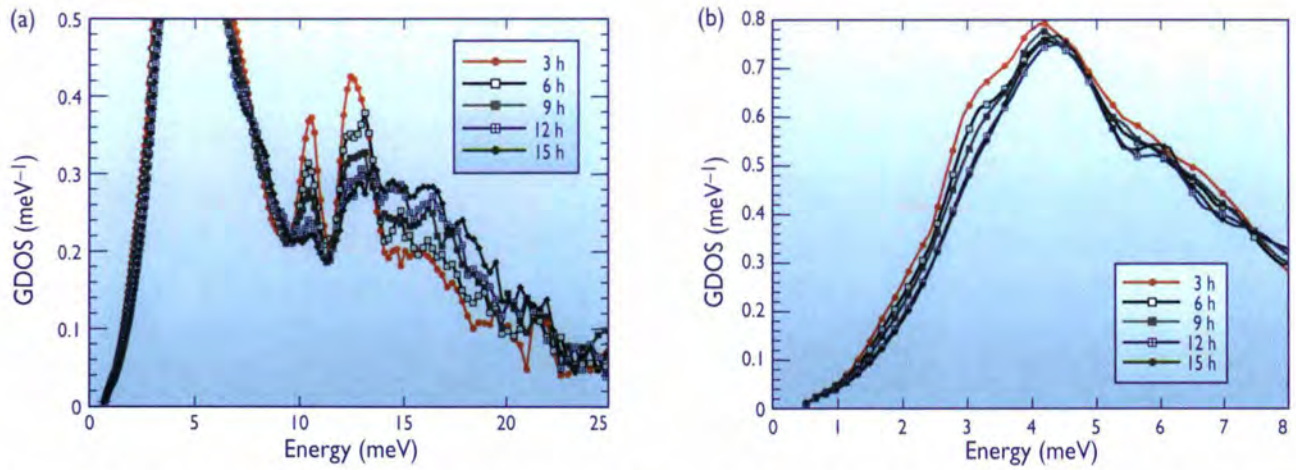 (a)
0.5
0.4
0.3
0.2
0.1
0
GDOS (meV⁻¹)
3 h
6 h
9 h
12 h
15 h
0 5 10 15 20 25
Energy (meV)
(b)
0.8
0.7
0.6
0.5
0.4
0.3
0.2
0.1
0
GDOS (meV⁻¹)
3 h
6 h
9 h
12 h
15 h
0 1 2 3 4 5 6 7 8
Energy (meV)